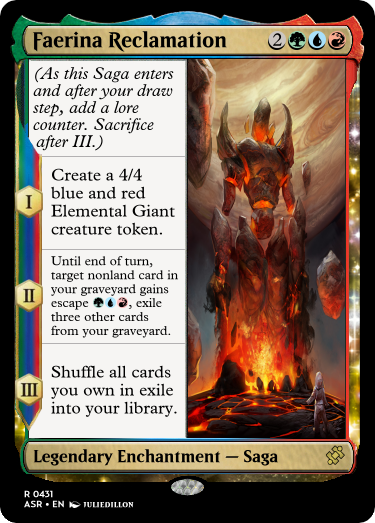 Faerina Reclamation 2
(As this Saga enters
and after your draw
step, add a lore
counter. Sacrifice
after III.)
I
Create a 4/4
blue and red
Elemental Giant
creature token.
II
Until end of turn,
target nonland card in
your graveyard gains
escape , exile
three other cards
from your graveyard.
III
Shuffle all cards
you own in exile
into your library.
Legendary Enchantment — Saga
R 0431
ASR • EN JULIEDILLON